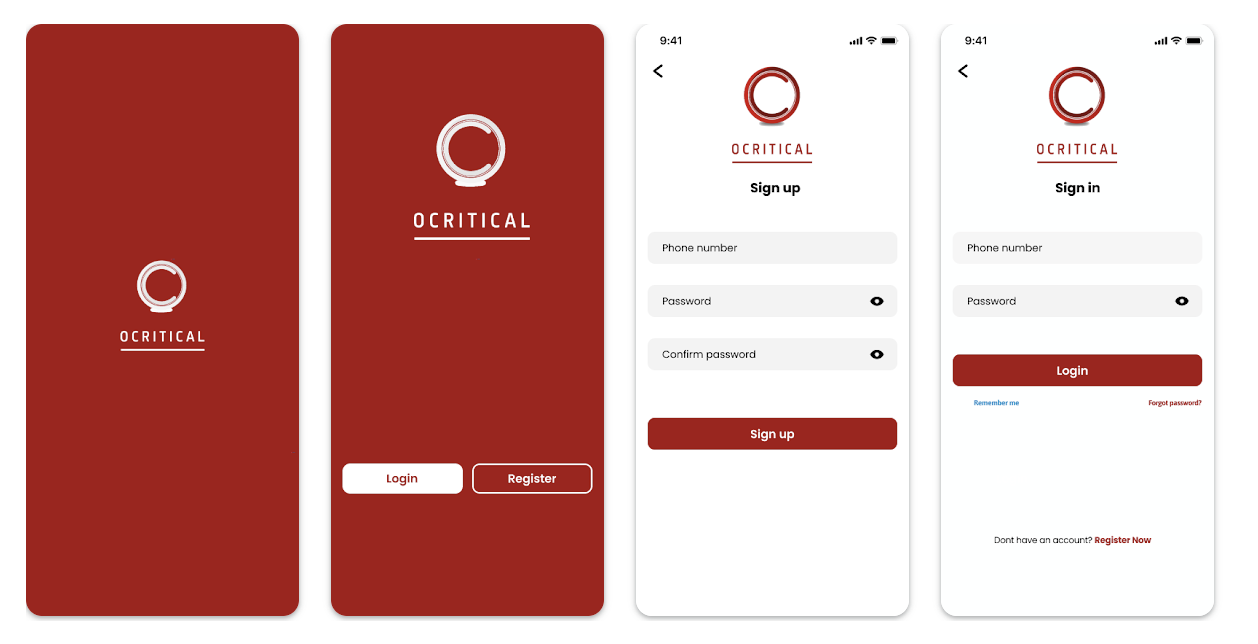 OCRITICAL
OCRITICAL
Login
Register
9:41
OCRITICAL
Sign up
Phone number
Password
Confirm password
Sign up
9:41
OCRITICAL
Sign in
Phone number
Password
Login
Remember me
Forgot password?
Dont have an account? Register Now